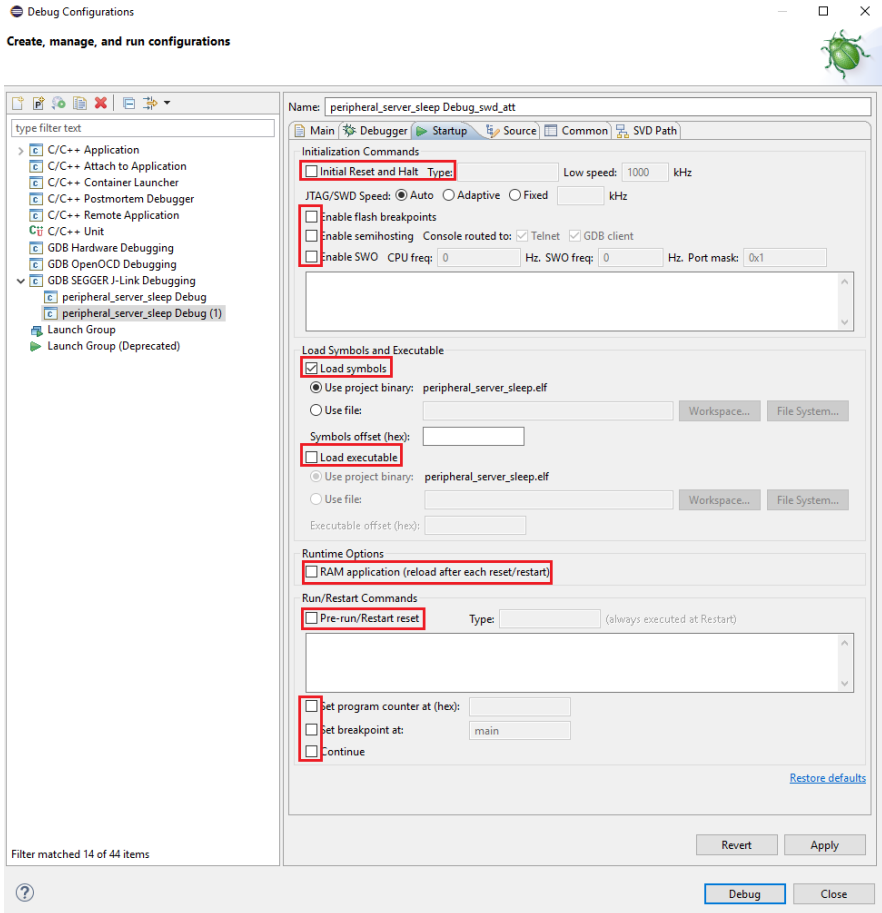 Debug Configurations
Create, manage, and run configurations
type filter text
C/C++ Application
C/C++ Attach to Application
C/C++ Container Launcher
C/C++ Postmortem Debugger
C/C++ Remote Application
C/C++ Unit
GDB Hardware Debugging
GDB OpenOCD Debugging
GDB SEGGER J-Link Debugging
peripheral_server_sleep Debug
peripheral_server_sleep Debug (1)
Launch Group
Launch Group (Deprecated)
Filter matched 14 of 44 items
Name: peripheral_server_sleep Debug_swd_att
Main Debugger Startup Source Common SVD Path
Initialization Commands
Initial Reset and Halt Type: Low speed: 1000 kHz
JTAG/SWD Speed: Auto Adaptive Fixed kHz
Enable flash breakpoints
Enable semihosting Console routed to: Telnet GDB client
Enable SWO CPU freq: 0 Hz. SWO freq: 0 Hz. Port mask: 0x1
Load Symbols and Executable
Load symbols
Use project binary: peripheral_server_sleep.elf
Use file: Workspace... File System...
Symbols offset (hex):
Load executable
Use project binary: peripheral_server_sleep.elf
Use file: Workspace... File System...
Executable offset (hex):
Runtime Options
RAM application (reload after each reset/restart)
Run/Restart Commands
Pre-run/Restart reset Type: (always executed at Restart)
Set program counter at (hex):
Set breakpoint at: main
Continue
Restore defaults
Revert Apply
Debug Close